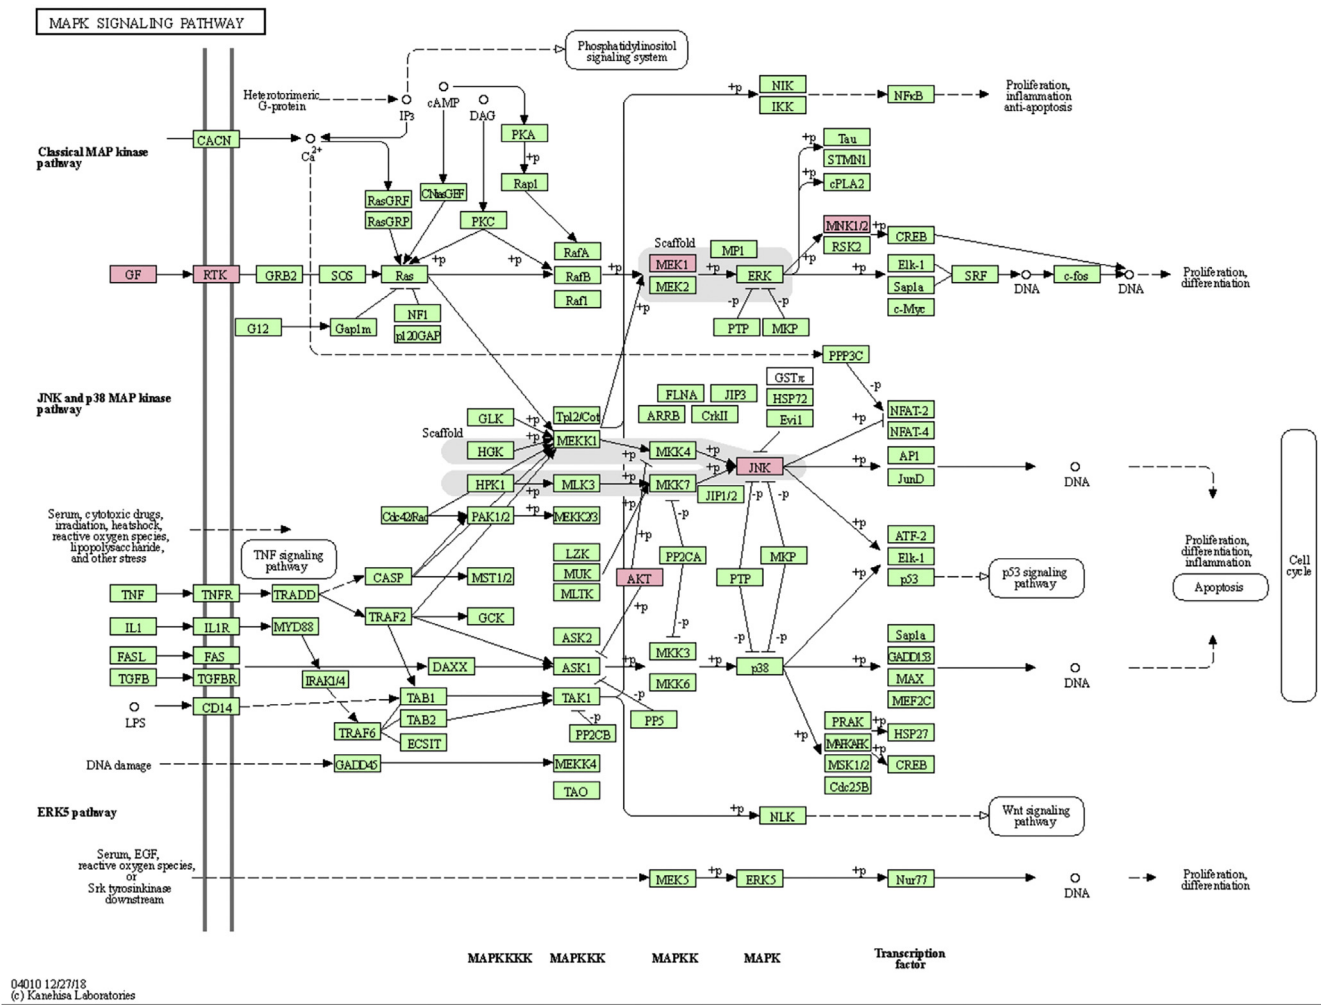 MAPK SIGNALING PATHWAY
Phosphatidylinositol
signaling system
Heterotorimeric
G-protein
IP3
cAMP
DAG
+p
NIK
IKK
NFκB
Proliferation,
inflammation
anti-apoptosis
CACN
Ca2+
PKA
+p
Rap1
Tau
STMN1
+p
cPLA2
+p
Classical MAP kinase
pathway
RasGRF
RasGRP
CNrasGEF
PKC
RafA
RafB
Raf1
Scaffold
MP1
MNK1/2
RSK2
+p
CREB
GF
RTK
GRB2
SOS
Ras
+p
+p
+p
MEK1
MEK2
+p
ERK
+p
+p
Elk-1
Sap1a
c-Myc
SRF
DNA
c-fos
DNA
Proliferation,
differentiation
G12
Gap1m
NF1
p120GAP
+p
-p
-p
PTP
MKP
PPP3C
-p
JNK and p38 MAP kinase
pathway
GSTπ
HSP72
Evi1
FLNA
JIP3
ARRB
CrkII
NFAT-2
NFAT-4
+p
GLK
+p
Tpl2/Cot
+p
Scaffold
HGK
+p
MEKK1
+p
MKK4
+p
JNK
+p
AP1
JunD
DNA
HPK1
+p
+p
MLK3
+p
MKK7
+p
JIP1/2
-p
-p
Cdc42/Rac
PAK1/2
+p
MEKK2/3
+p
-p
+p
Serum, cytotoxic drugs,
irradiation, heatshock,
reactive oxygen species,
lipopolysaccharide,
and other stress
TNF signaling
pathway
+p
ATF-2
Elk-1
p53
p53 signaling
pathway
Proliferation,
differentiation,
inflammation
Apoptosis
Cell
cycle
LZK
MUK
MLTK
AKT
PP2CA
PTP
MKP
+p
CASP
MST1/2
TNF
TNFR
TRADD
TRAF2
GCK
+p
-p
-p
-p
IL1
IL1R
MYD88
ASK2
FASL
FAS
DAXX
ASK1
+p
MKK3
MKK6
+p
p38
+p
Sap1a
GADD153
MAX
MEF2C
DNA
TGFB
TGFBR
IRAK1/4
LPS
CD14
TAB1
TAB2
ECSIT
TAK1
-p
-p
PP5
PP2CB
TRAF6
+p
PRAK
MAPKAPK
MSK1/2
Cdc25B
+p
+p
HSP27
CREB
DNA damage
GADD45
MEKK4
TAO
ERK5 pathway
+p
NLK
Wnt signaling
pathway
Serum, EGF,
reactive oxygen species,
or
Srk tyrosinkinase
downstream
MEK5
+p
ERK5
+p
Nur77
DNA
Proliferation,
differentiation
MAPKKKK
MAPKKK
MAPKK
MAPK
Transcription
factor
04010 12/27/18
(c) Kanehisa Laboratories